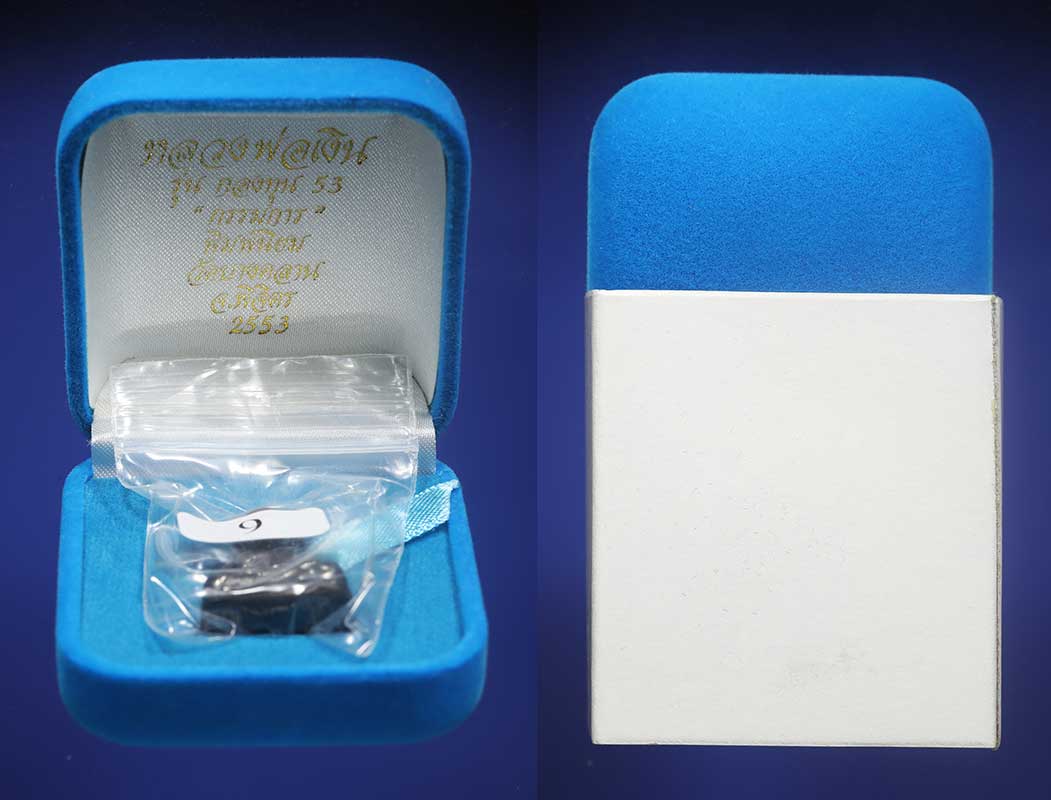 หลวงพ่อเงิน
รุ่น กองทุน 53
"กรรมการ"
พิมพ์นิยม
วัดบางคลาน
จ.พิจิตร
2553
9